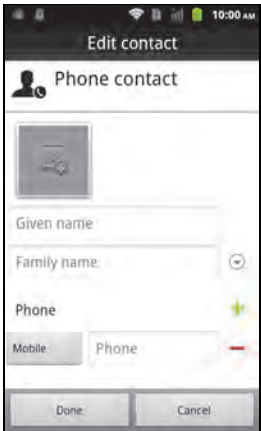 10:00 AM
Edit contact
Phone contact
Given name
Family name
Phone
Mobile Phone
Done Cancel